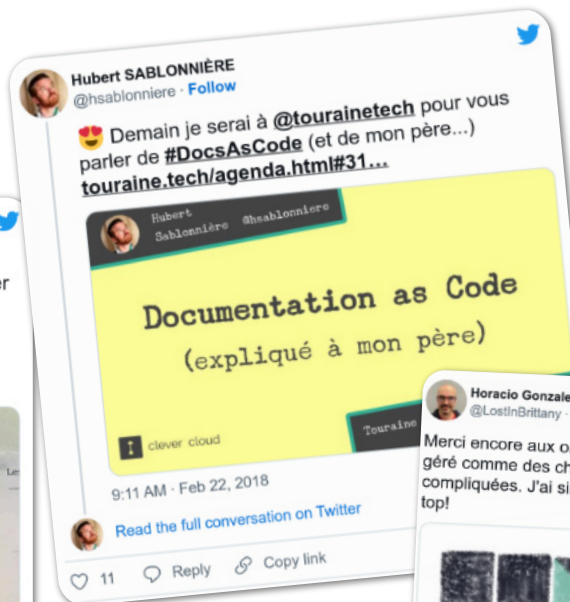 Hubert SABLONNIÈRE
@hsablonniere · Follow
😍 Demain je serai à @tourainetech pour vous
parler de #DocsAsCode (et de mon père...)
touraine.tech/agenda.html#31…
Hubert
Sablonnière @hsablonniere
Documentation as Code
(expliqué à mon père)
clever cloud
Touraine
9:11 AM · Feb 22, 2018
Read the full conversation on Twitter
11 Reply Copy link
Horacio Gonzale
@LostInBrittany ·
Merci encore aux o
géré comme des ch
compliquées. J'ai si
top!
er
Le